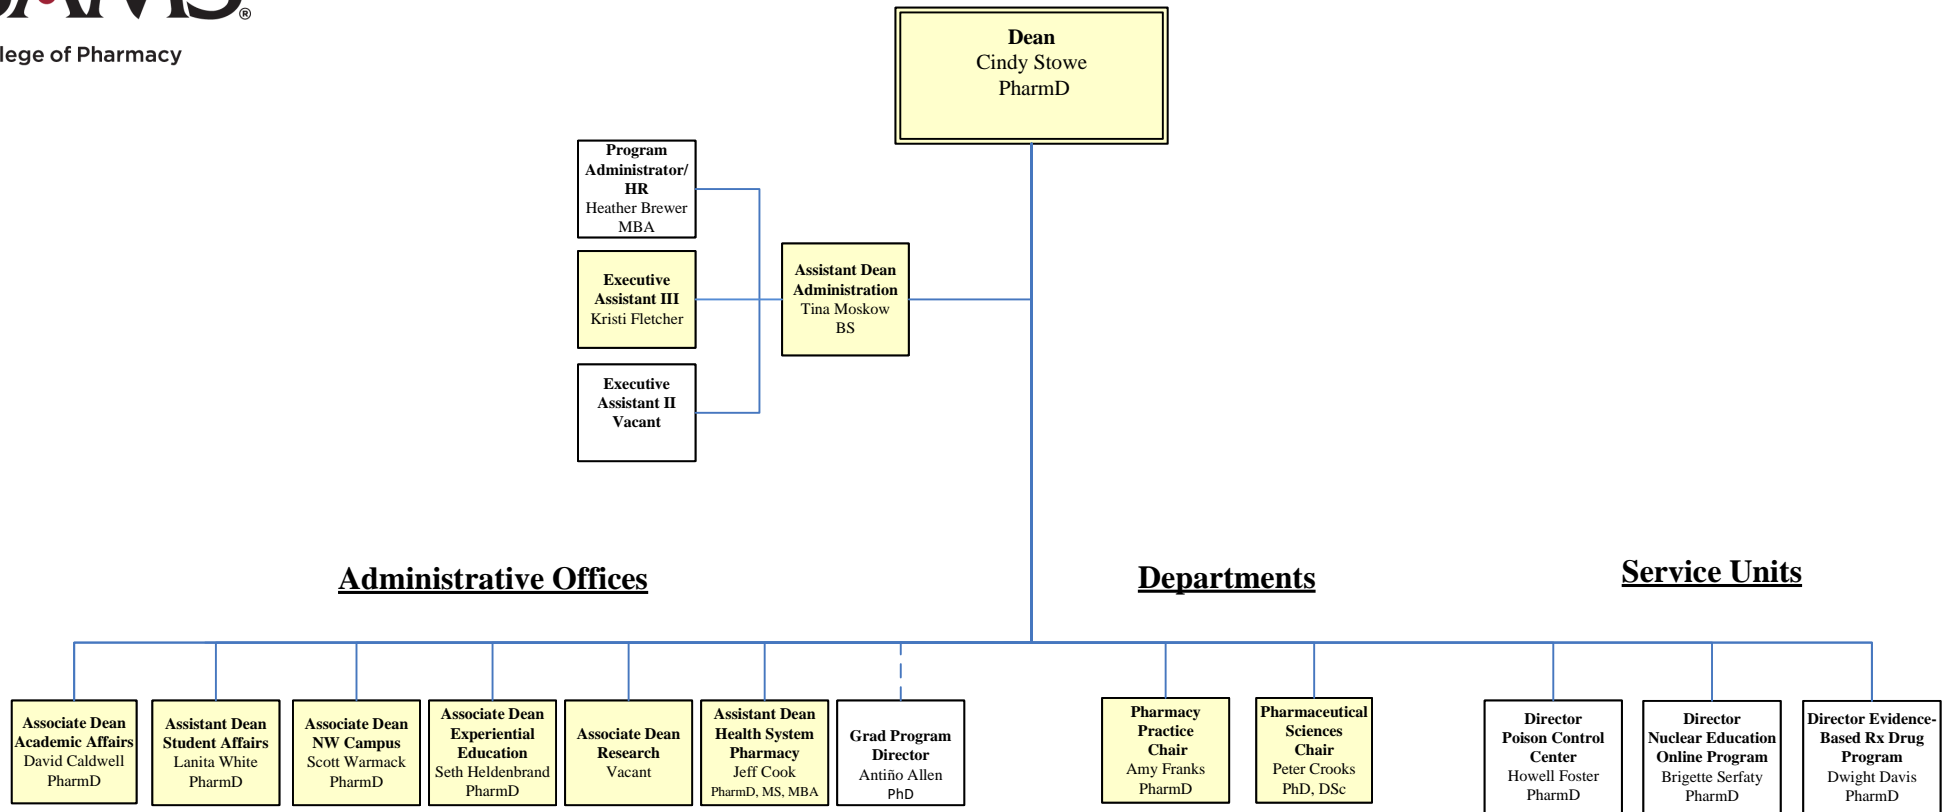 ®
College of Pharmacy
Dean
Cindy Stowe
PharmD
Program
Administrator/
HR
Heather Brewer
MBA
Executive
Assistant III
Kristi Fletcher
Executive
Assistant II
Vacant
Assistant Dean
Administration
Tina Moskow
BS
Administrative Offices
Departments
Service Units
Associate Dean
Academic Affairs
David Caldwell
PharmD
Assistant Dean
Student Affairs
Lanita White
PharmD
Associate Dean
NW Campus
Scott Warmack
PharmD
Associate Dean
Experiential
Education
Seth Heldenbrand
PharmD
Associate Dean
Research
Vacant
Assistant Dean
Health System
Pharmacy
Jeff Cook
PharmD, MS, MBA
Grad Program
Director
Antiño Allen
PhD
Pharmacy
Practice
Chair
Amy Franks
PharmD
Pharmaceutical
Sciences
Chair
Peter Crooks
PhD, DSc
Director
Poison Control
Center
Howell Foster
PharmD
Director
Nuclear Education
Online Program
Brigette Serfaty
PharmD
Director Evidence-
Based Rx Drug
Program
Dwight Davis
PharmD